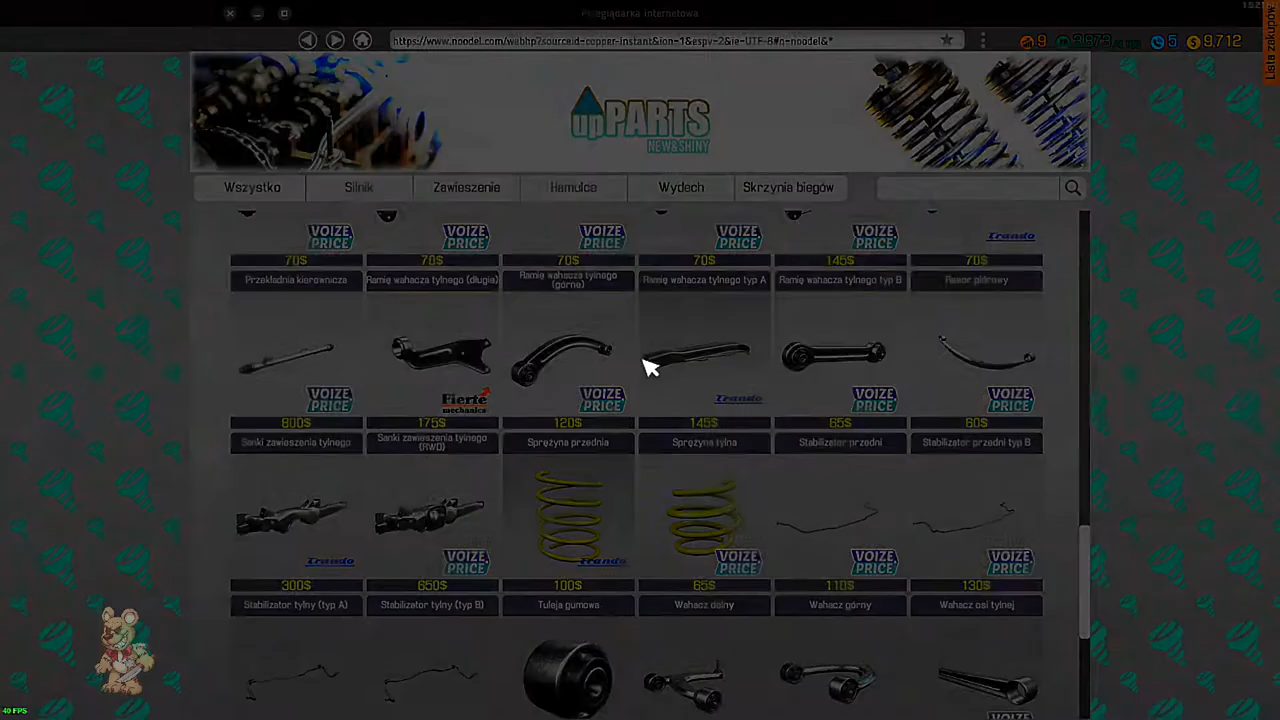 Przeglądarka internetowa
https://www.noodel.com/webhp?sourceid-copper-instant&ion-1&espv-2&ie-UTF-8#q-noodel&*
9
5
9,712
Lista zakupów
upPARTS
NEW&SHINY
Wszystko
Silnik
Zawieszenie
Hamulce
Wydech
Skrzynia biegów
VOIZE PRICE
VOIZE PRICE
VOIZE PRICE
VOIZE PRICE
VOIZE PRICE
Trando
70$ 70$ 70$ 70$ 145$ 70$
Przekładnia kierownicza
Ramię wahacza tylnego (długie)
Ramię wahacza tylnego (górne)
Ramię wahacza tylnego typ A
Ramię wahacza tylnego typ B
Resor piórowy
VOIZE PRICE
Fierte mechanics
VOIZE PRICE
Trando
VOIZE PRICE
VOIZE PRICE
800$ 175$ 120$ 145$ 65$ 60$
Sanki zawieszenia tylnego
Sanki zawieszenia tylnego (RWD)
Sprężyna przednia
Sprężyna tylna
Stabilizator przedni
Stabilizator przedni typ B
Trando
VOIZE PRICE
Trando
VOIZE PRICE
VOIZE PRICE
VOIZE PRICE
300$ 650$ 100$ 65$ 110$ 130$
Stabilizator tylny (typ A)
Stabilizator tylny (typ B)
Tuleja gumowa
Wahacz dolny
Wahacz górny
Wahacz osi tylnej
VOIZE
40 FPS